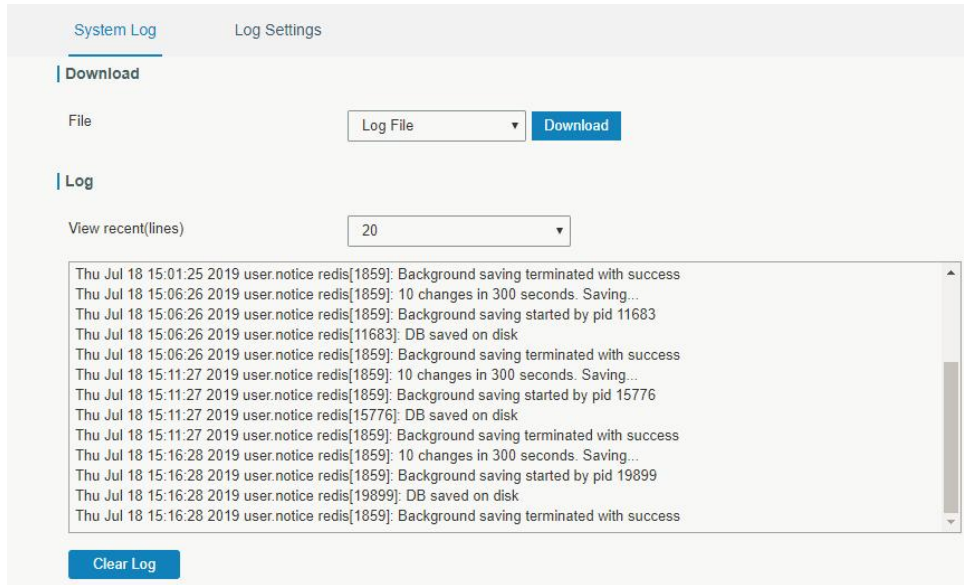 System Log Log Settings
Download
File Log File Download
Log
View recent(lines) 20
Thu Jul 18 15:01:25 2019 user.notice redis[1859]: Background saving terminated with success
Thu Jul 18 15:06:26 2019 user.notice redis[1859]: 10 changes in 300 seconds. Saving...
Thu Jul 18 15:06:26 2019 user.notice redis[1859]: Background saving started by pid 11683
Thu Jul 18 15:06:26 2019 user.notice redis[11683]: DB saved on disk
Thu Jul 18 15:06:26 2019 user.notice redis[1859]: Background saving terminated with success
Thu Jul 18 15:11:27 2019 user.notice redis[1859]: 10 changes in 300 seconds. Saving...
Thu Jul 18 15:11:27 2019 user.notice redis[1859]: Background saving started by pid 15776
Thu Jul 18 15:11:27 2019 user.notice redis[15776]: DB saved on disk
Thu Jul 18 15:11:27 2019 user.notice redis[1859]: Background saving terminated with success
Thu Jul 18 15:16:28 2019 user.notice redis[1859]: 10 changes in 300 seconds. Saving...
Thu Jul 18 15:16:28 2019 user.notice redis[1859]: Background saving started by pid 19899
Thu Jul 18 15:16:28 2019 user.notice redis[19899]: DB saved on disk
Thu Jul 18 15:16:28 2019 user.notice redis[1859]: Background saving terminated with success
Clear Log